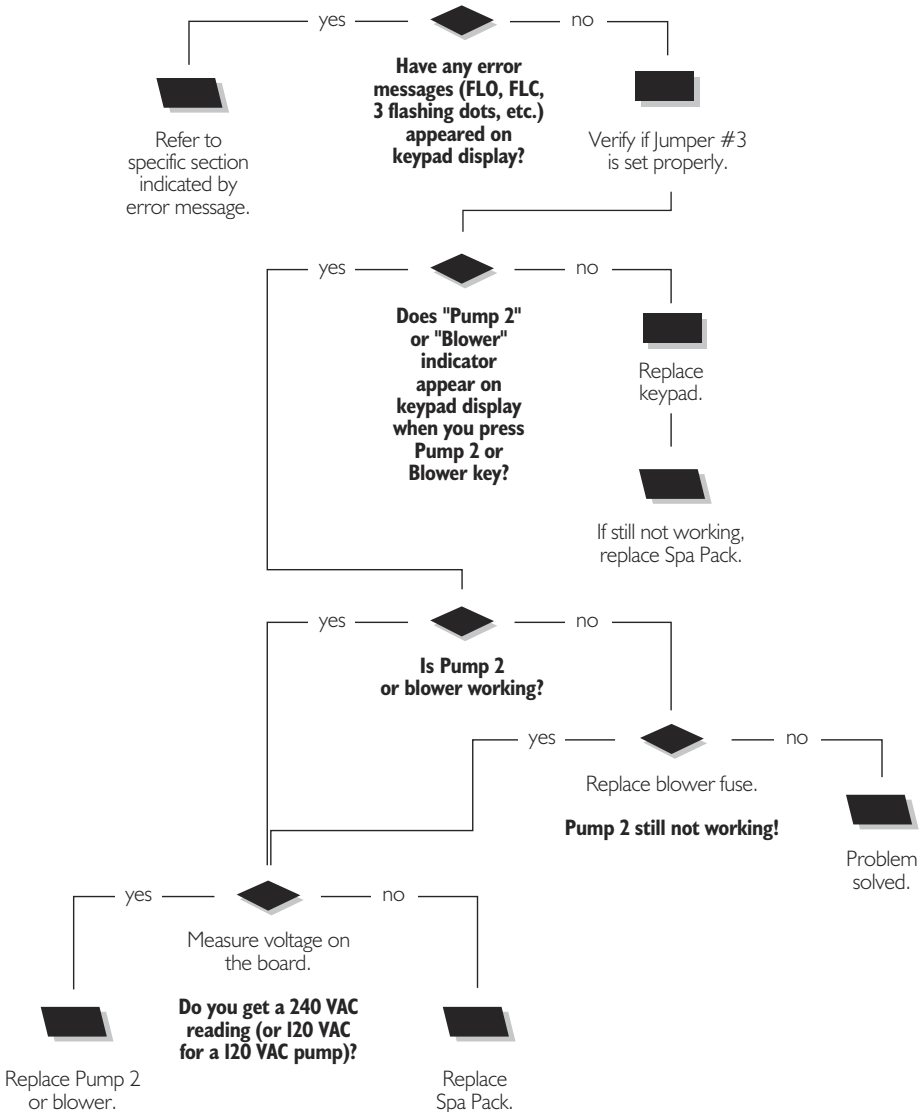 yes
no
Have any error
messages (FLO, FLC,
3 flashing dots, etc.)
appeared on
keypad display?
Refer to
specific section
indicated by
error message.
Verify if Jumper #3
is set properly.
yes
no
Does "Pump 2"
or "Blower"
indicator
appear on
keypad display
when you press
Pump 2 or
Blower key?
Replace
keypad.
If still not working,
replace Spa Pack.
yes
no
Is Pump 2
or blower working?
yes
no
Replace blower fuse.
Pump 2 still not working!
Problem
solved.
yes
no
Measure voltage on
the board.
Do you get a 240 VAC
reading (or 120 VAC
for a 120 VAC pump)?
Replace Pump 2
or blower.
Replace
Spa Pack.